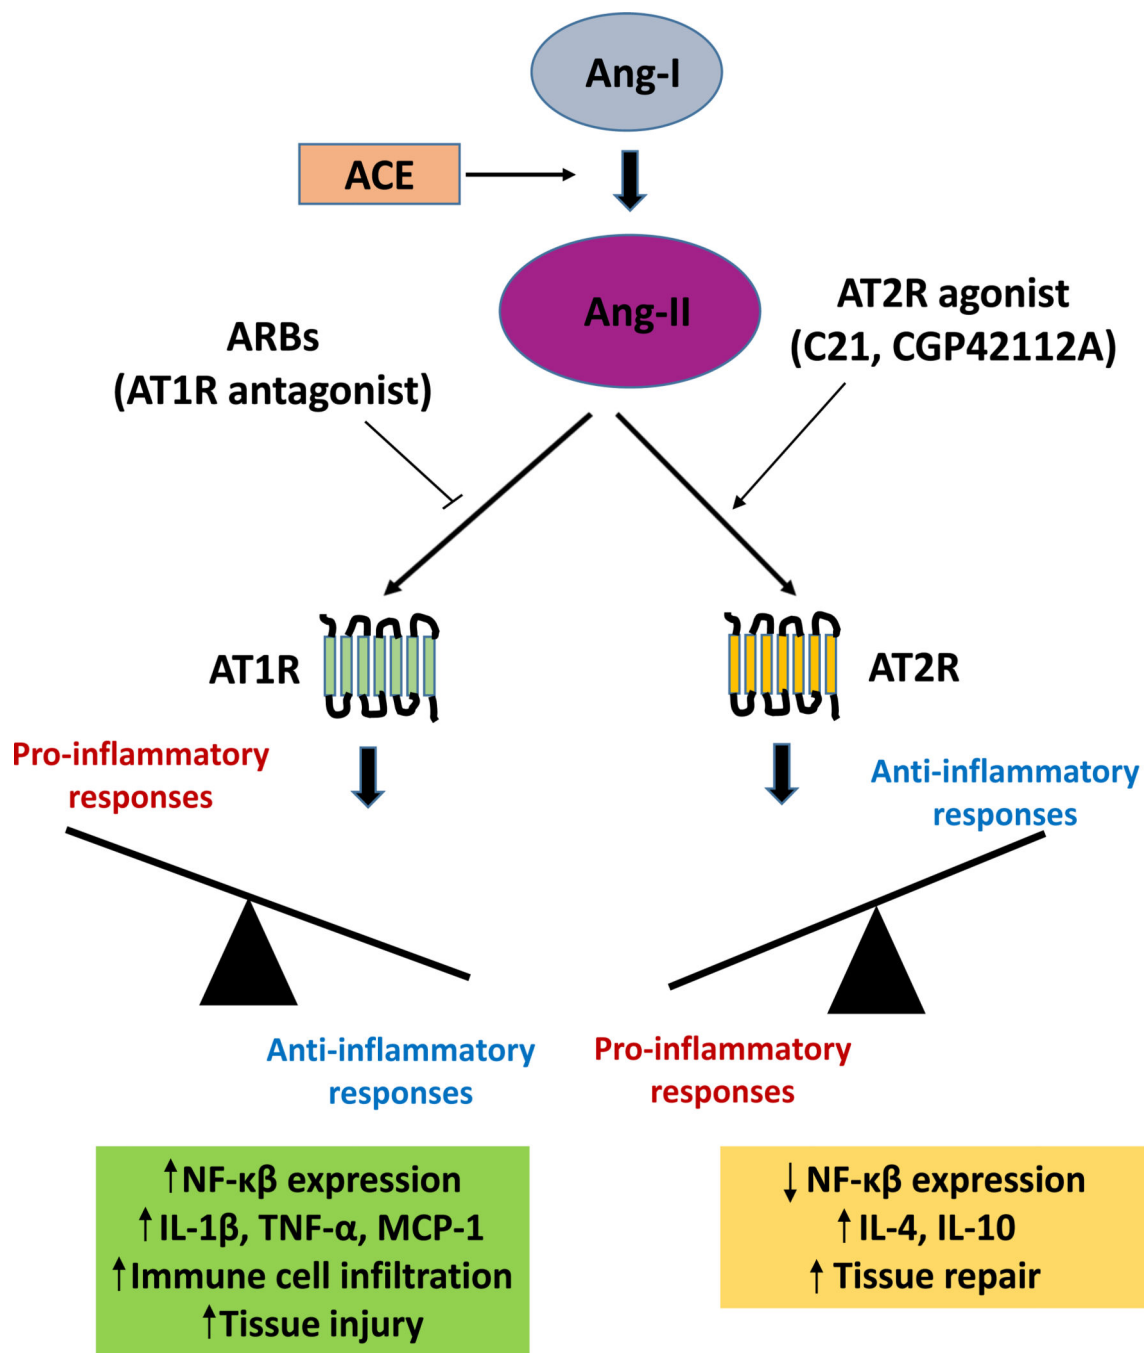 Ang-I
ACE
Ang-II
ARBs
(AT1R antagonist)
AT2R agonist
(C21, CGP42112A)
AT1R
AT2R
Pro-inflammatory
responses
Anti-inflammatory
responses
Anti-inflammatory
responses
Pro-inflammatory
responses
↑NF-κβ expression
↑IL-1β, TNF-α, MCP-1
↑Immune cell infiltration
↑Tissue injury
↓ NF-κβ expression
↑ IL-4, IL-10
↑ Tissue repair